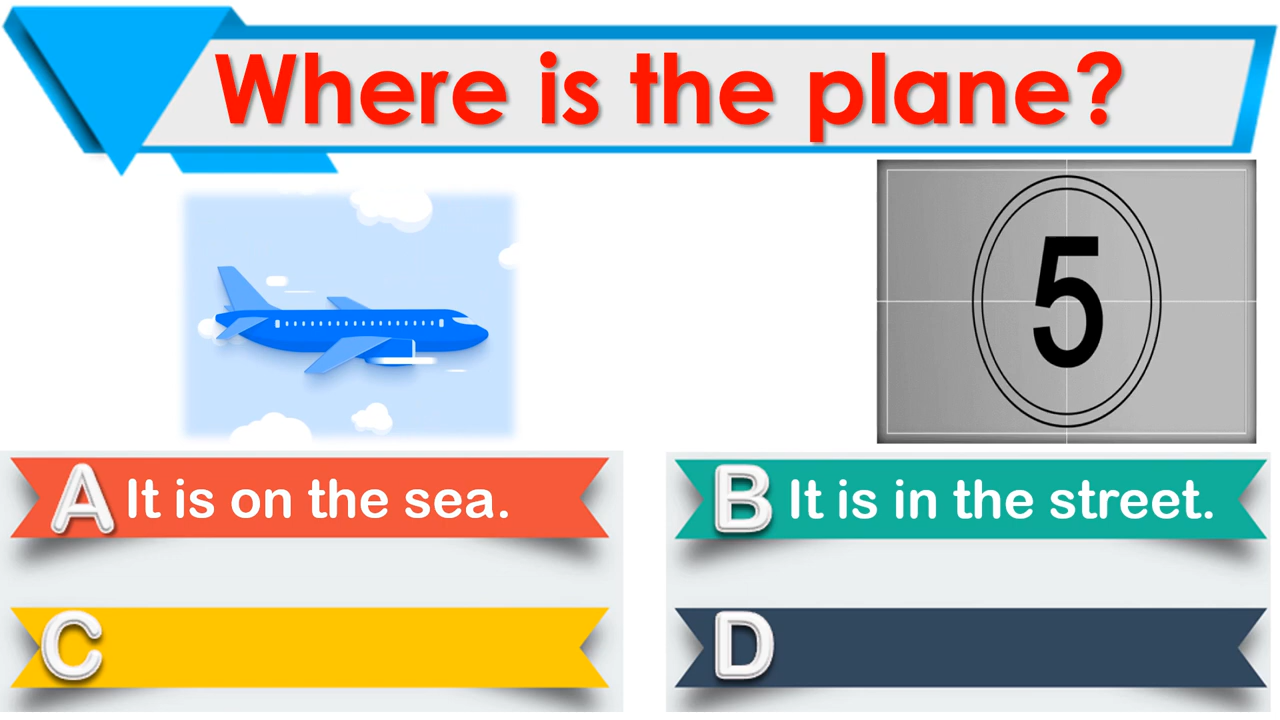 Where is the plane?
5
A It is on the sea.
B It is in the street.
C
D